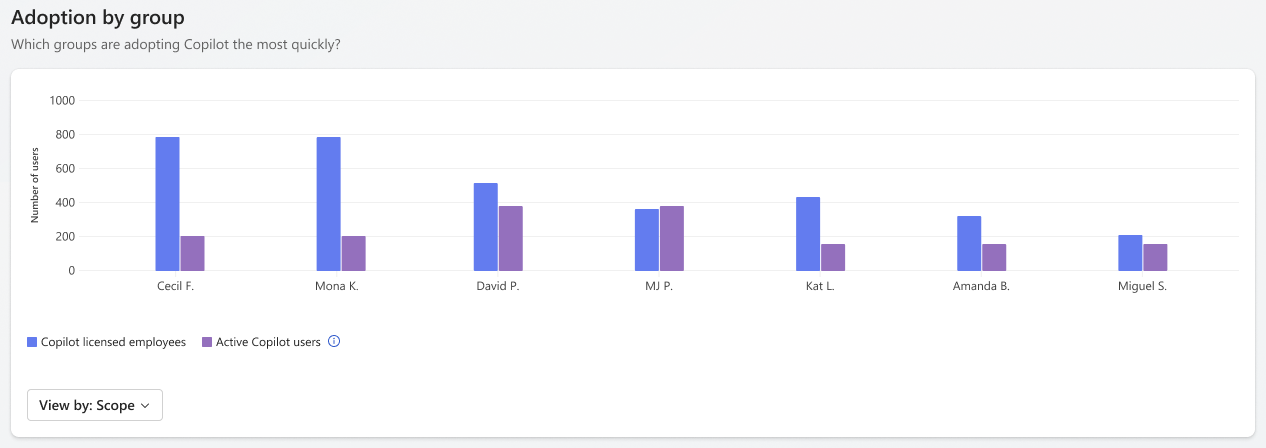 Adoption by group
Which groups are adopting Copilot the most quickly?
1000
800
600
400
200
0
Number of users
Cecil F.
Mona K.
David P.
MJ P.
Kat L.
Amanda B.
Miguel S.
Copilot licensed employees
Active Copilot users
View by: Scope